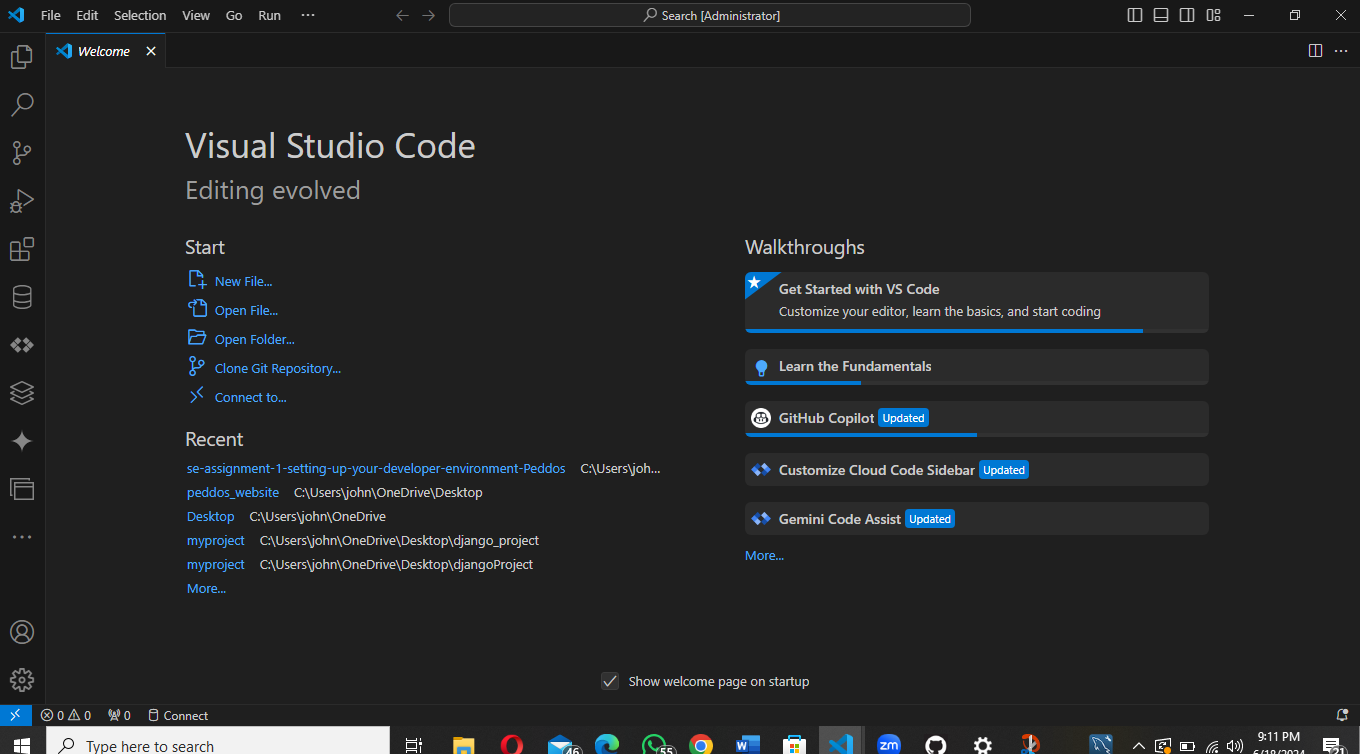 File Edit Selection View Go Run ···
Search [Administrator]
Welcome
Visual Studio Code
Editing evolved
Start
New File...
Open File...
Open Folder...
Clone Git Repository...
Connect to...
Recent
se-assignment-1-setting-up-your-developer-environment-Peddos C:\Users\joh...
peddos_website C:\Users\john\OneDrive\Desktop
Desktop C:\Users\john\OneDrive
myproject C:\Users\john\OneDrive\Desktop\django_project
myproject C:\Users\john\OneDrive\Desktop\djangoProject
More...
Walkthroughs
Get Started with VS Code
Customize your editor, learn the basics, and start coding
Learn the Fundamentals
GitHub Copilot Updated
Customize Cloud Code Sidebar Updated
Gemini Code Assist Updated
More...
Show welcome page on startup
0 0 0 Connect
Type here to search
46
55
W
zm
9:11 PM
6/18/2024
21